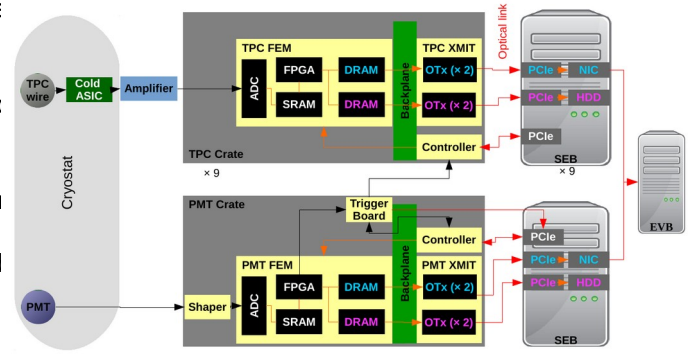 Optical link
TPC FEM
TPC XMIT
TPC
wire
Cold
ASIC
Amplifier
ADC
FPGA
DRAM
SRAM
DRAM
Backplane
OTx (× 2)
OTx (× 2)
PCIe
NIC
PCIe
HDD
PCIe
Controller
TPC Crate
SEB
× 9
× 9
Cryostat
EVB
PMT Crate
Trigger
Board
Controller
PCIe
PMT FEM
PMT XMIT
PMT
Shaper
ADC
FPGA
DRAM
SRAM
DRAM
Backplane
OTx (× 2)
OTx (× 2)
PCIe
NIC
PCIe
HDD
SEB